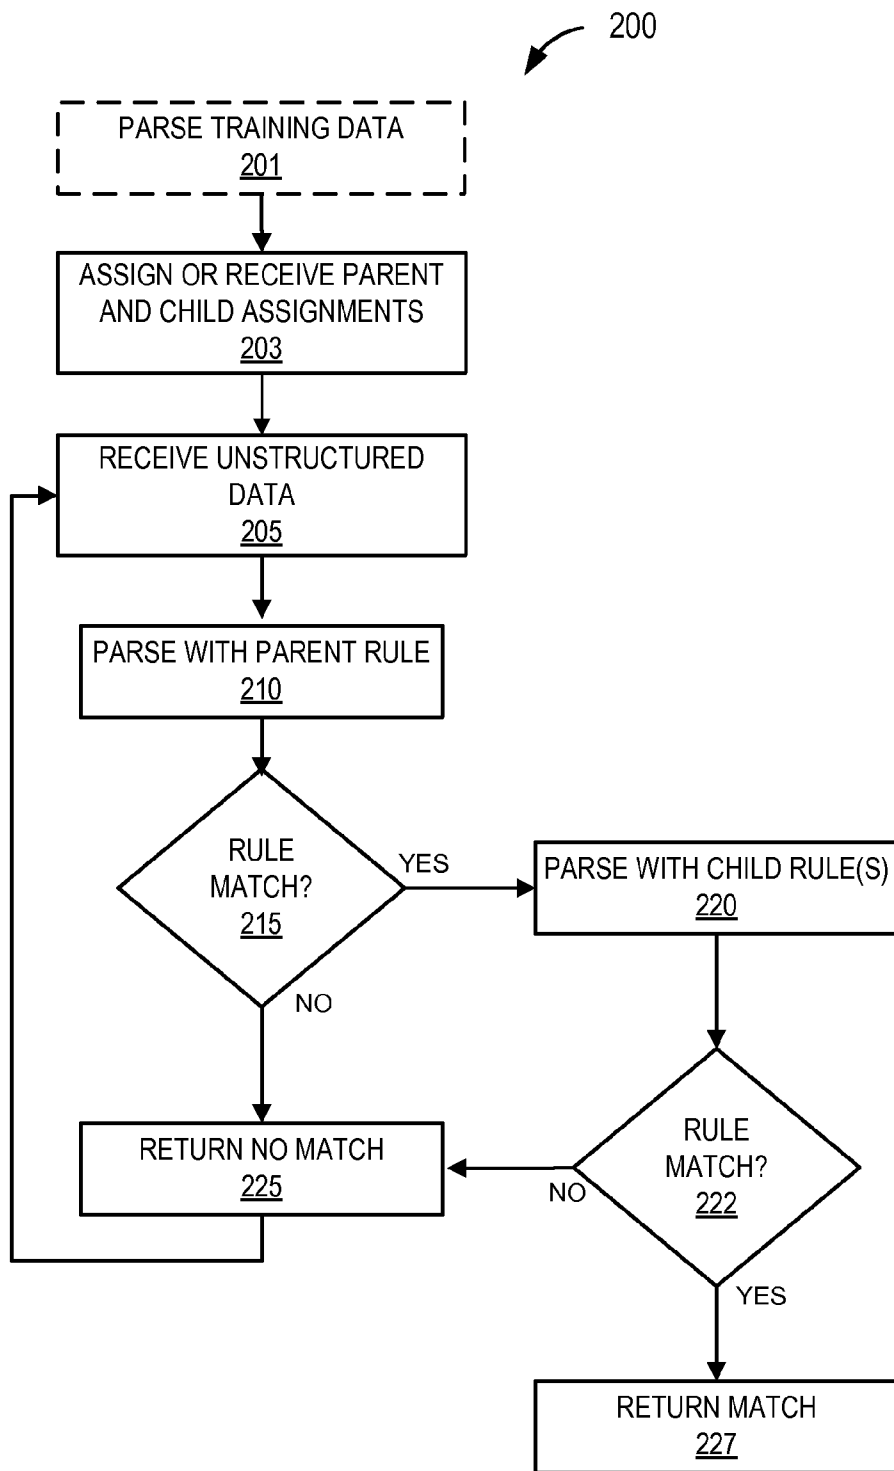 200
PARSE TRAINING DATA
201
ASSIGN OR RECEIVE PARENT
AND CHILD ASSIGNMENTS
203
RECEIVE UNSTRUCTURED
DATA
205
PARSE WITH PARENT RULE
210
RULE
MATCH?
215
YES
NO
PARSE WITH CHILD RULE(S)
220
RETURN NO MATCH
225
RULE
MATCH?
222
NO
YES
RETURN MATCH
227